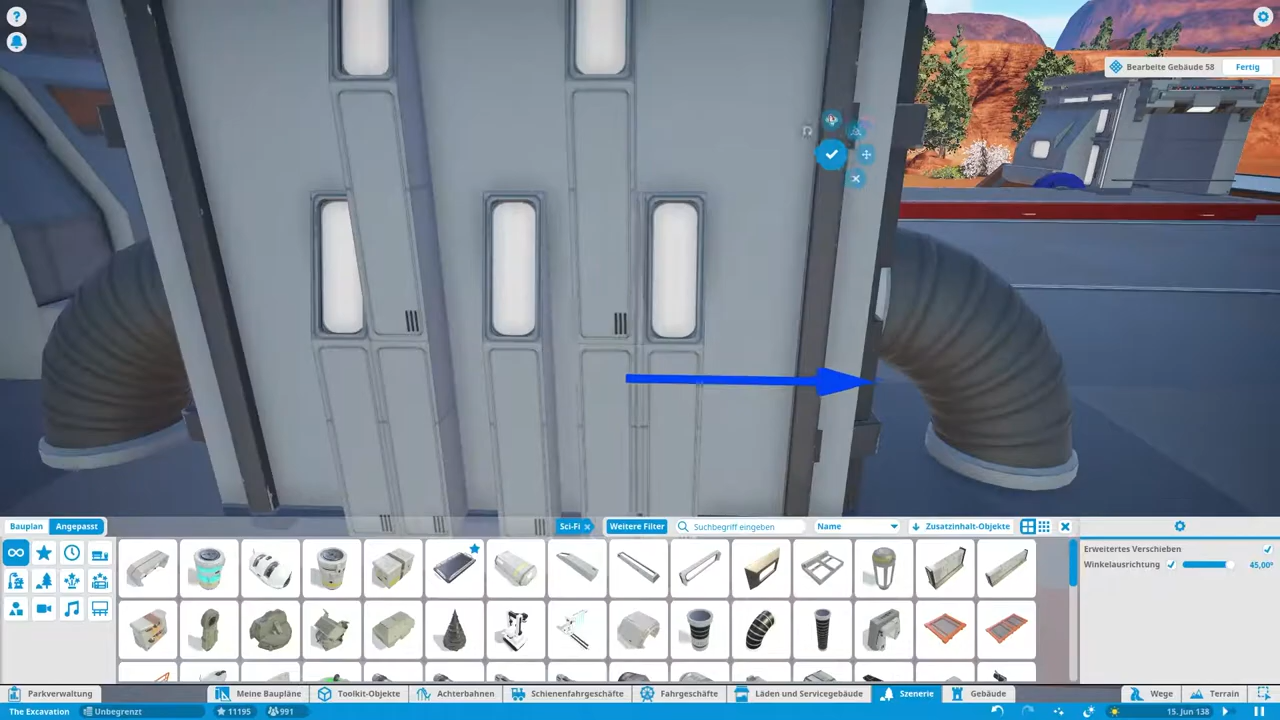 ?
Bearbeite Gebäude 58
Fertig
Bauplan
Angepasst
Sci-Fi
Weitere Filter
Suchbegriff eingeben
Name
Zusatzinhalt-Objekte
Erweitertes Verschieben
Winkelausrichtung
45,00°
Parkverwaltung
Meine Baupläne
Toolkit-Objekte
Achterbahnen
Schienenfahrgeschäfte
Fahrgeschäfte
Läden und Servicegebäude
Szenerie
Gebäude
Wege
Terrain
The Excavation
Unbegrenzt
11195
991
15. Jun 138